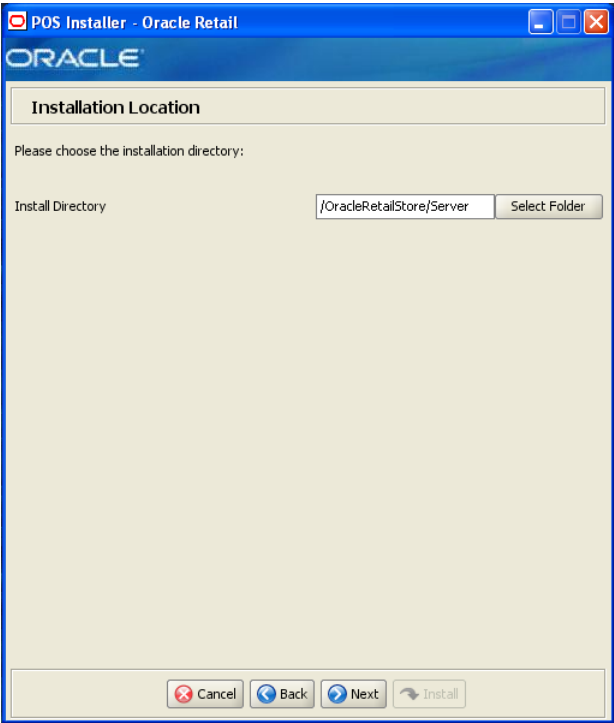 POS Installer - Oracle Retail
ORACLE
Installation Location
Please choose the installation directory:
Install Directory /OracleRetailStore/Server Select Folder
Cancel Back Next Install